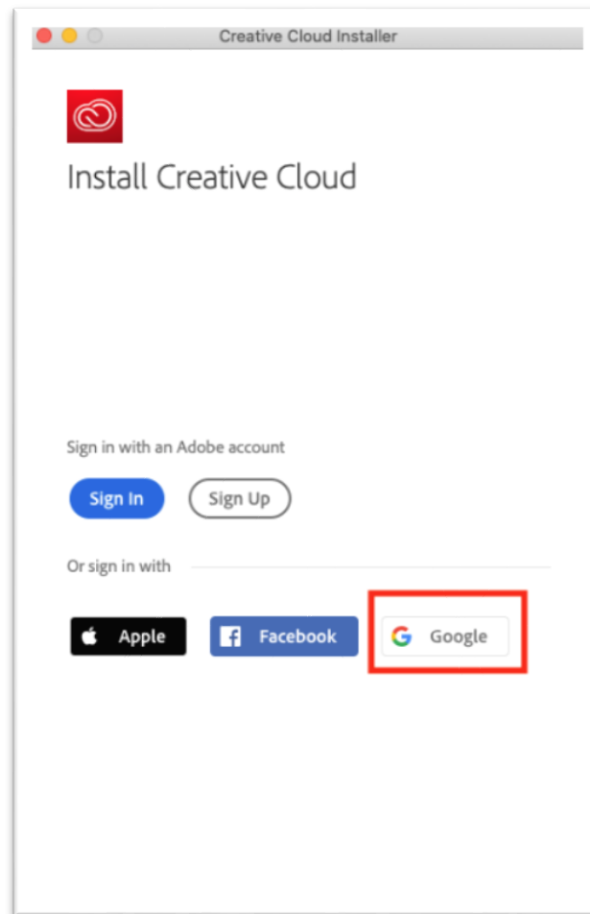 Creative Cloud Installer
Install Creative Cloud
Sign in with an Adobe account
Sign In Sign Up
Or sign in with
Apple Facebook Google